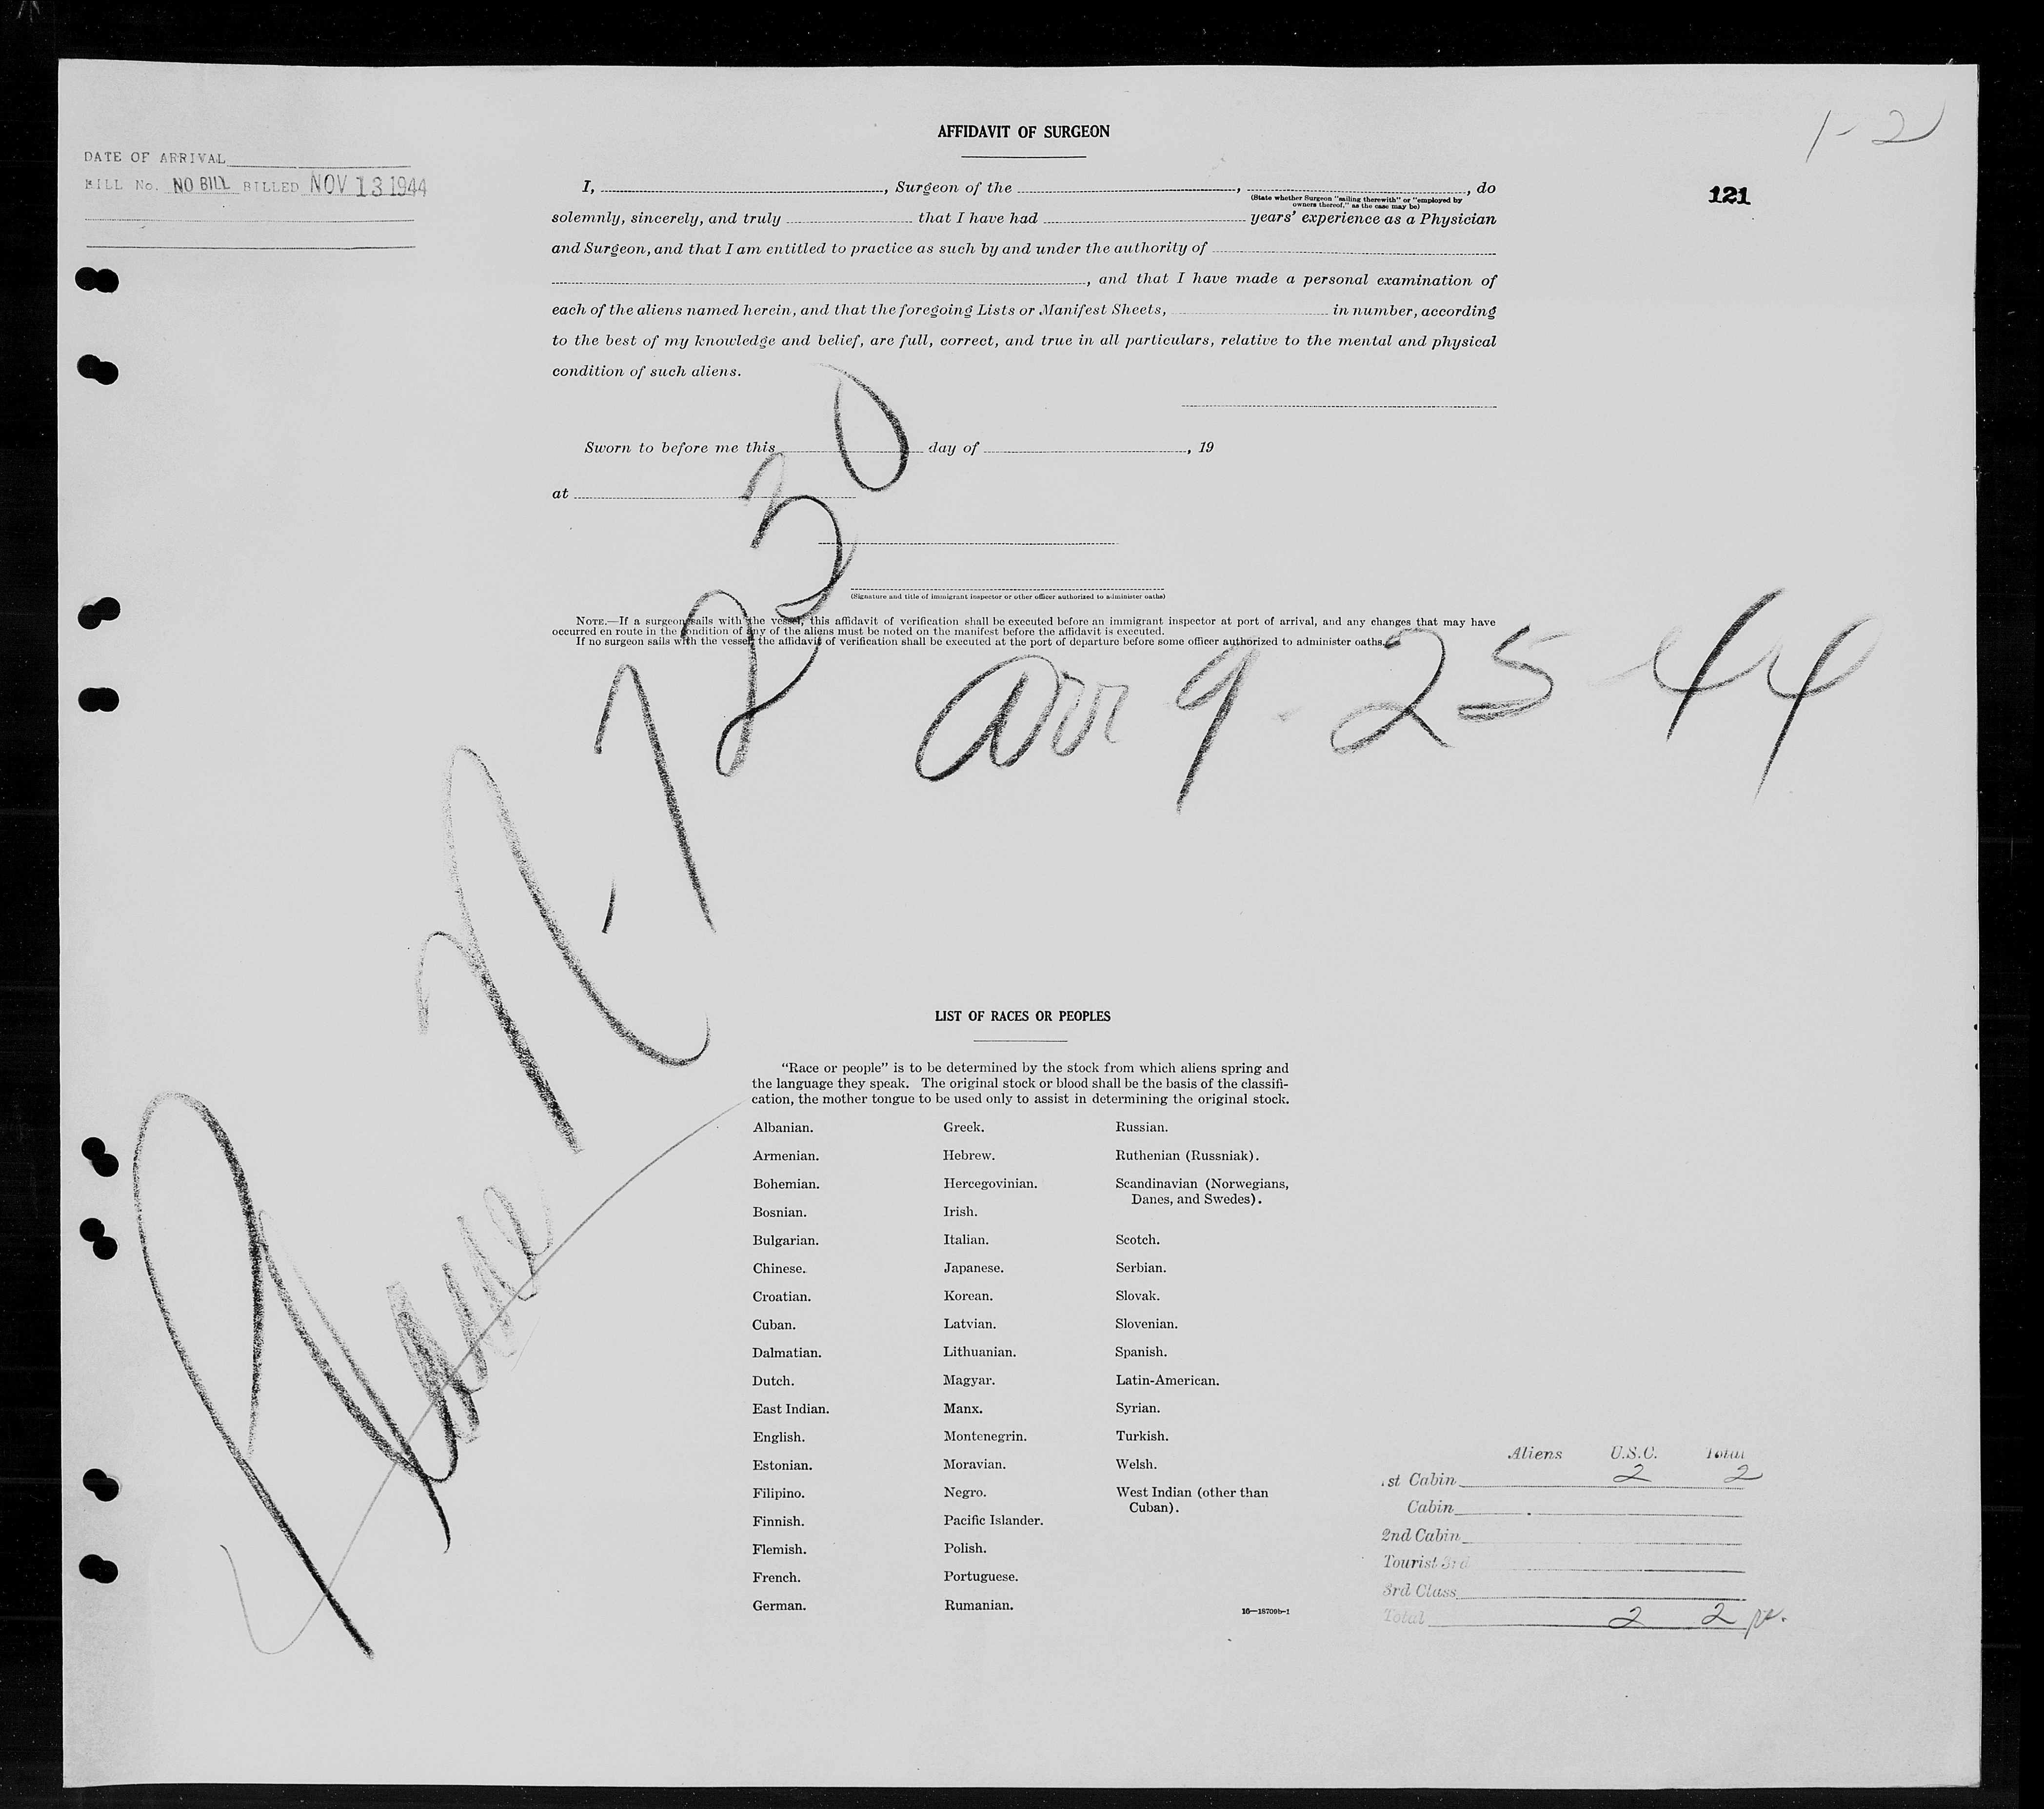 AFFIDAVIT OF SURGEON
1-2
DATE OF ARRIVAL
BILL No. NO BILL BILLED NOV 13 1944
121
I, , Surgeon of the , , do
(State whether Surgeon "sailing therewith" or "employed by
owners thereof," as the case may be)
solemnly, sincerely, and truly that I have had years' experience as a Physician
and Surgeon, and that I am entitled to practice as such by and under the authority of
, and that I have made a personal examination of
each of the aliens named herein, and that the foregoing Lists or Manifest Sheets, in number, according
to the best of my knowledge and belief, are full, correct, and true in all particulars, relative to the mental and physical
condition of such aliens.
Sworn to before me this day of , 19
at
(Signature and title of immigrant inspector or other officer authorized to administer oaths)
NOTE.—If a surgeon sails with the vessel, this affidavit of verification shall be executed before an immigrant inspector at port of arrival, and any changes that may have
occurred en route in the condition of any of the aliens must be noted on the manifest before the affidavit is executed.
If no surgeon sails with the vessel, the affidavit of verification shall be executed at the port of departure before some officer authorized to administer oaths.
Plane N-1230
arr 9-25 44
LIST OF RACES OR PEOPLES
"Race or people" is to be determined by the stock from which aliens spring and
the language they speak. The original stock or blood shall be the basis of the classifi-
cation, the mother tongue to be used only to assist in determining the original stock.
Albanian.
Armenian.
Bohemian.
Bosnian.
Bulgarian.
Chinese.
Croatian.
Cuban.
Dalmatian.
Dutch.
East Indian.
English.
Estonian.
Filipino.
Finnish.
Flemish.
French.
German.
Greek.
Hebrew.
Hercegovinian.
Irish.
Italian.
Japanese.
Korean.
Latvian.
Lithuanian.
Magyar.
Manx.
Montenegrin.
Moravian.
Negro.
Pacific Islander.
Polish.
Portuguese.
Rumanian.
Russian.
Ruthenian (Russniak).
Scandinavian (Norwegians,
Danes, and Swedes).
Scotch.
Serbian.
Slovak.
Slovenian.
Spanish.
Latin-American.
Syrian.
Turkish.
Welsh.
West Indian (other than
Cuban).
16—18709b-1
Aliens U.S.C. Total
1st Cabin 2 2
Cabin
2nd Cabin
Tourist 3rd
3rd Class
Total 2 2